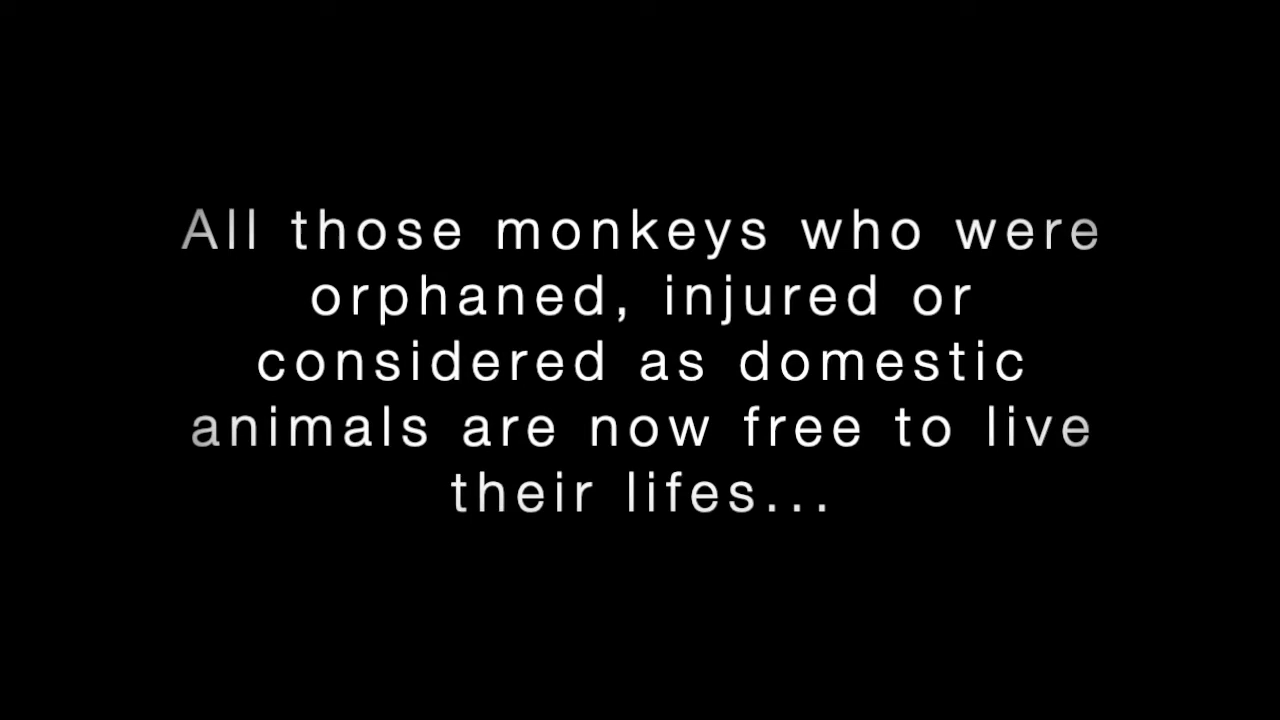 All those monkeys who were
orphaned, injured or
considered as domestic
animals are now free to live
their lifes...